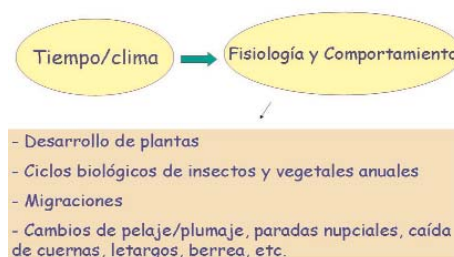 Tiempo/clima
Fisiología y Comportamiento
- Desarrollo de plantas
- Ciclos biológicos de insectos y vegetales anuales
- Migraciones
- Cambios de pelaje/plumaje, paradas nupciales, caída
de cuernas, letargos, berrea, etc.